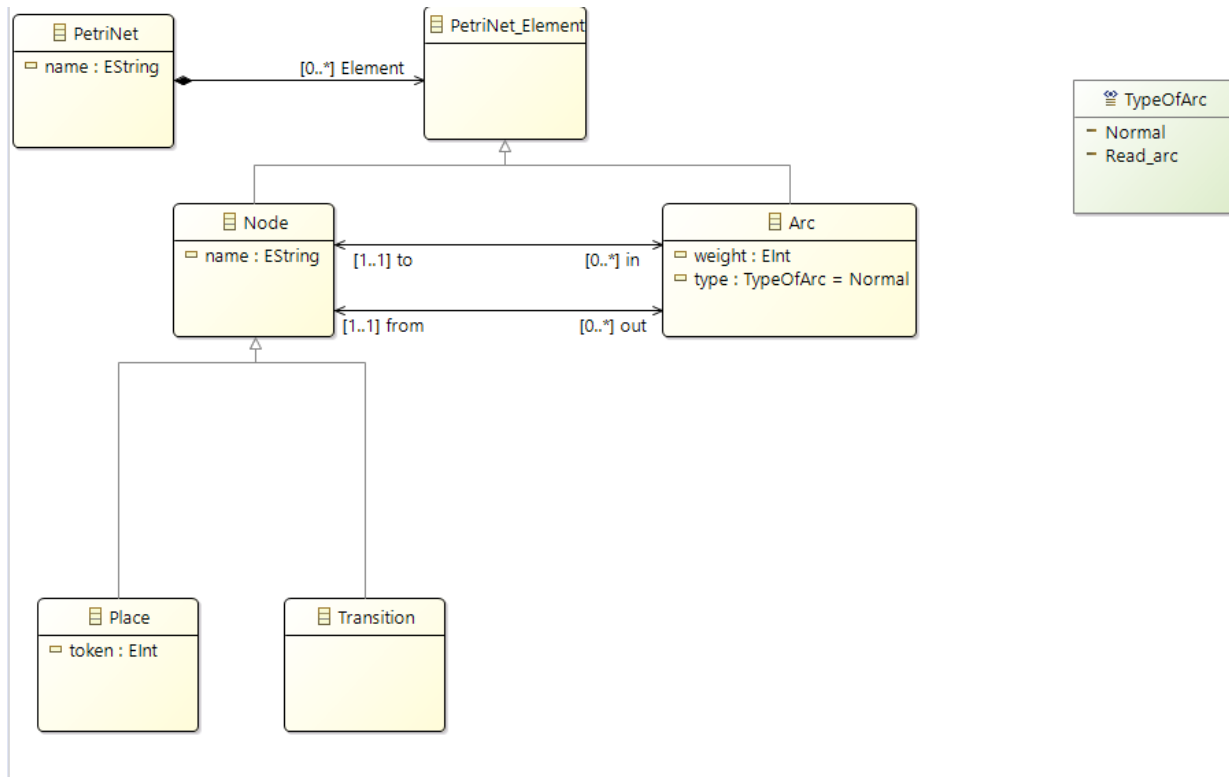 PetriNet
name : EString
[0..*] Element
PetriNet_Element
TypeOfArc
Normal
Read_arc
Node
name : EString
[1..1] to
[0..*] in
[1..1] from
[0..*] out
Arc
weight : EInt
type : TypeOfArc = Normal
Place
token : EInt
Transition